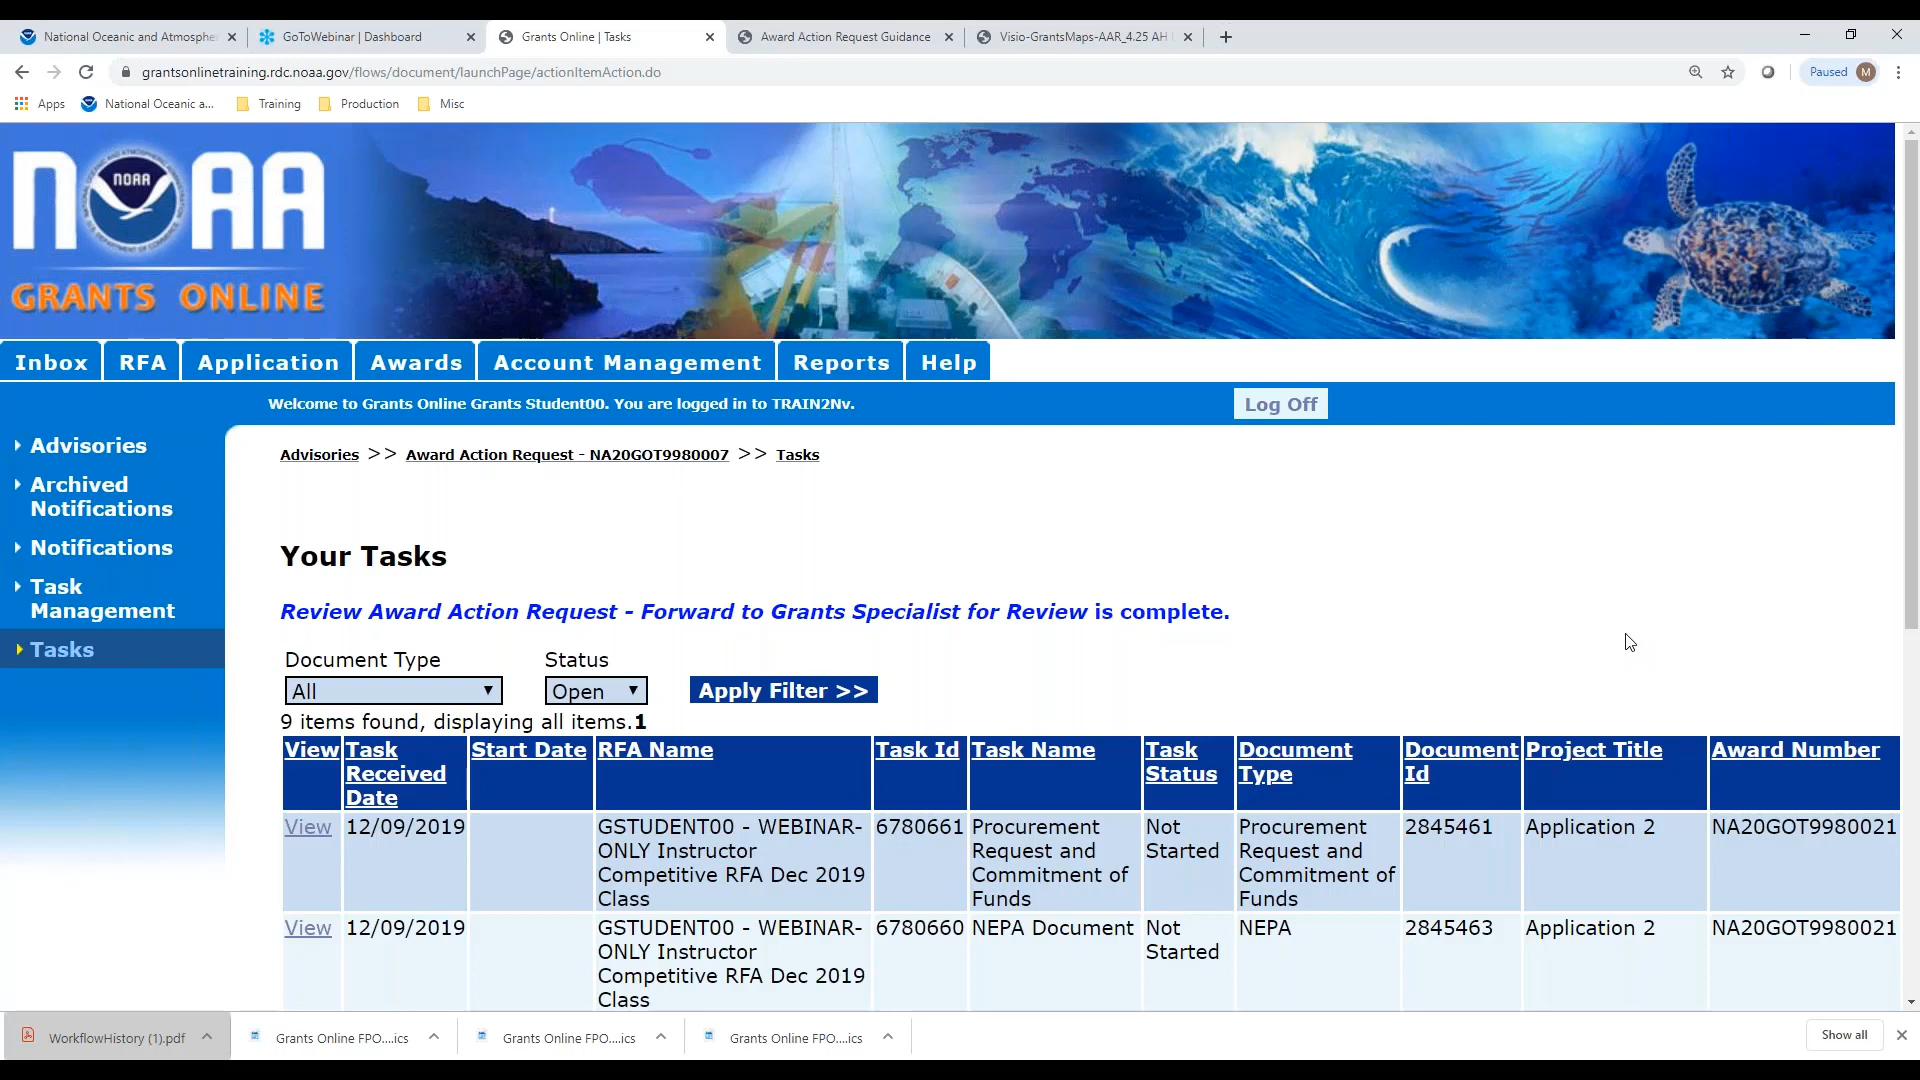 National Oceanic and Atmosphe
GoToWebinar | Dashboard
Grants Online | Tasks
Award Action Request Guidance
Visio-GrantsMaps-AAR_4.25 AH
grantsonlinetraining.rdc.noaa.gov/flows/document/launchPage/actionItemAction.do
Paused M
Apps National Oceanic a... Training Production Misc
NOAA
NOAA
GRANTS ONLINE
Inbox RFA Application Awards Account Management Reports Help
Welcome to Grants Online Grants Student00. You are logged in to TRAIN2Nv.
Log Off
Advisories
Archived
Notifications
Notifications
Task
Management
Tasks
Advisories >> Award Action Request - NA20GOT9980007 >> Tasks
Your Tasks
Review Award Action Request - Forward to Grants Specialist for Review is complete.
Document Type Status
All Open Apply Filter >>
9 items found, displaying all items.1
View Task Received Date Start Date RFA Name Task Id Task Name Task Status Document Type Document Id Project Title Award Number
View 12/09/2019 GSTUDENT00 - WEBINAR- 6780661 Procurement Not Procurement 2845461 Application 2 NA20GOT9980021
ONLY Instructor Request and Started Request and
Competitive RFA Dec 2019 Commitment of Commitment of
Class Funds Funds
View 12/09/2019 GSTUDENT00 - WEBINAR- 6780660 NEPA Document Not NEPA 2845463 Application 2 NA20GOT9980021
ONLY Instructor Started
Competitive RFA Dec 2019
Class
WorkflowHistory (1).pdf Grants Online FPO....ics Grants Online FPO....ics Grants Online FPO....ics Show all